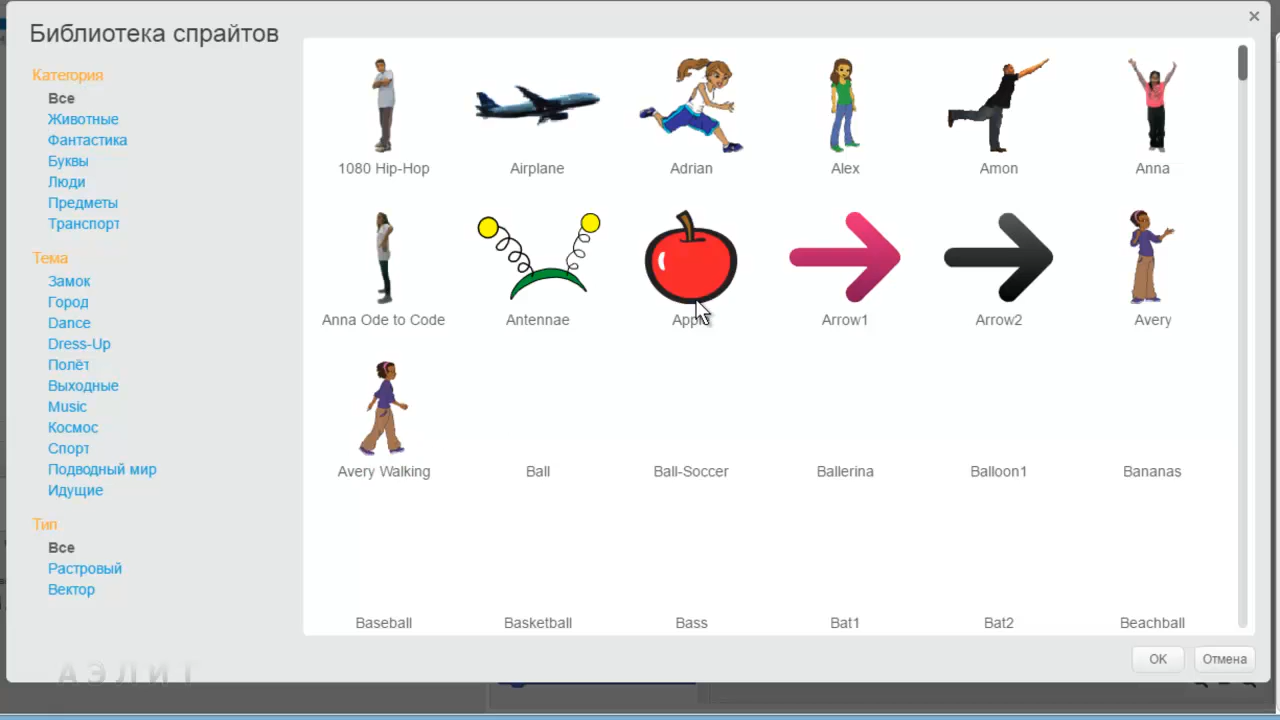 Библиотека спрайтов
Категория
Все
Животные
Фантастика
Буквы
Люди
Предметы
Транспорт
Тема
Замок
Город
Dance
Dress-Up
Полёт
Выходные
Music
Космос
Спорт
Подводный мир
Идущие
Тип
Все
Растровый
Вектор
1080 Hip-Hop
Airplane
Adrian
Alex
Amon
Anna
Anna Ode to Code
Antennae
Apple
Arrow1
Arrow2
Avery
Avery Walking
Ball
Ball-Soccer
Ballerina
Balloon1
Bananas
Baseball
Basketball
Bass
Bat1
Bat2
Beachball
OK
Отмена
АЭЛИТ